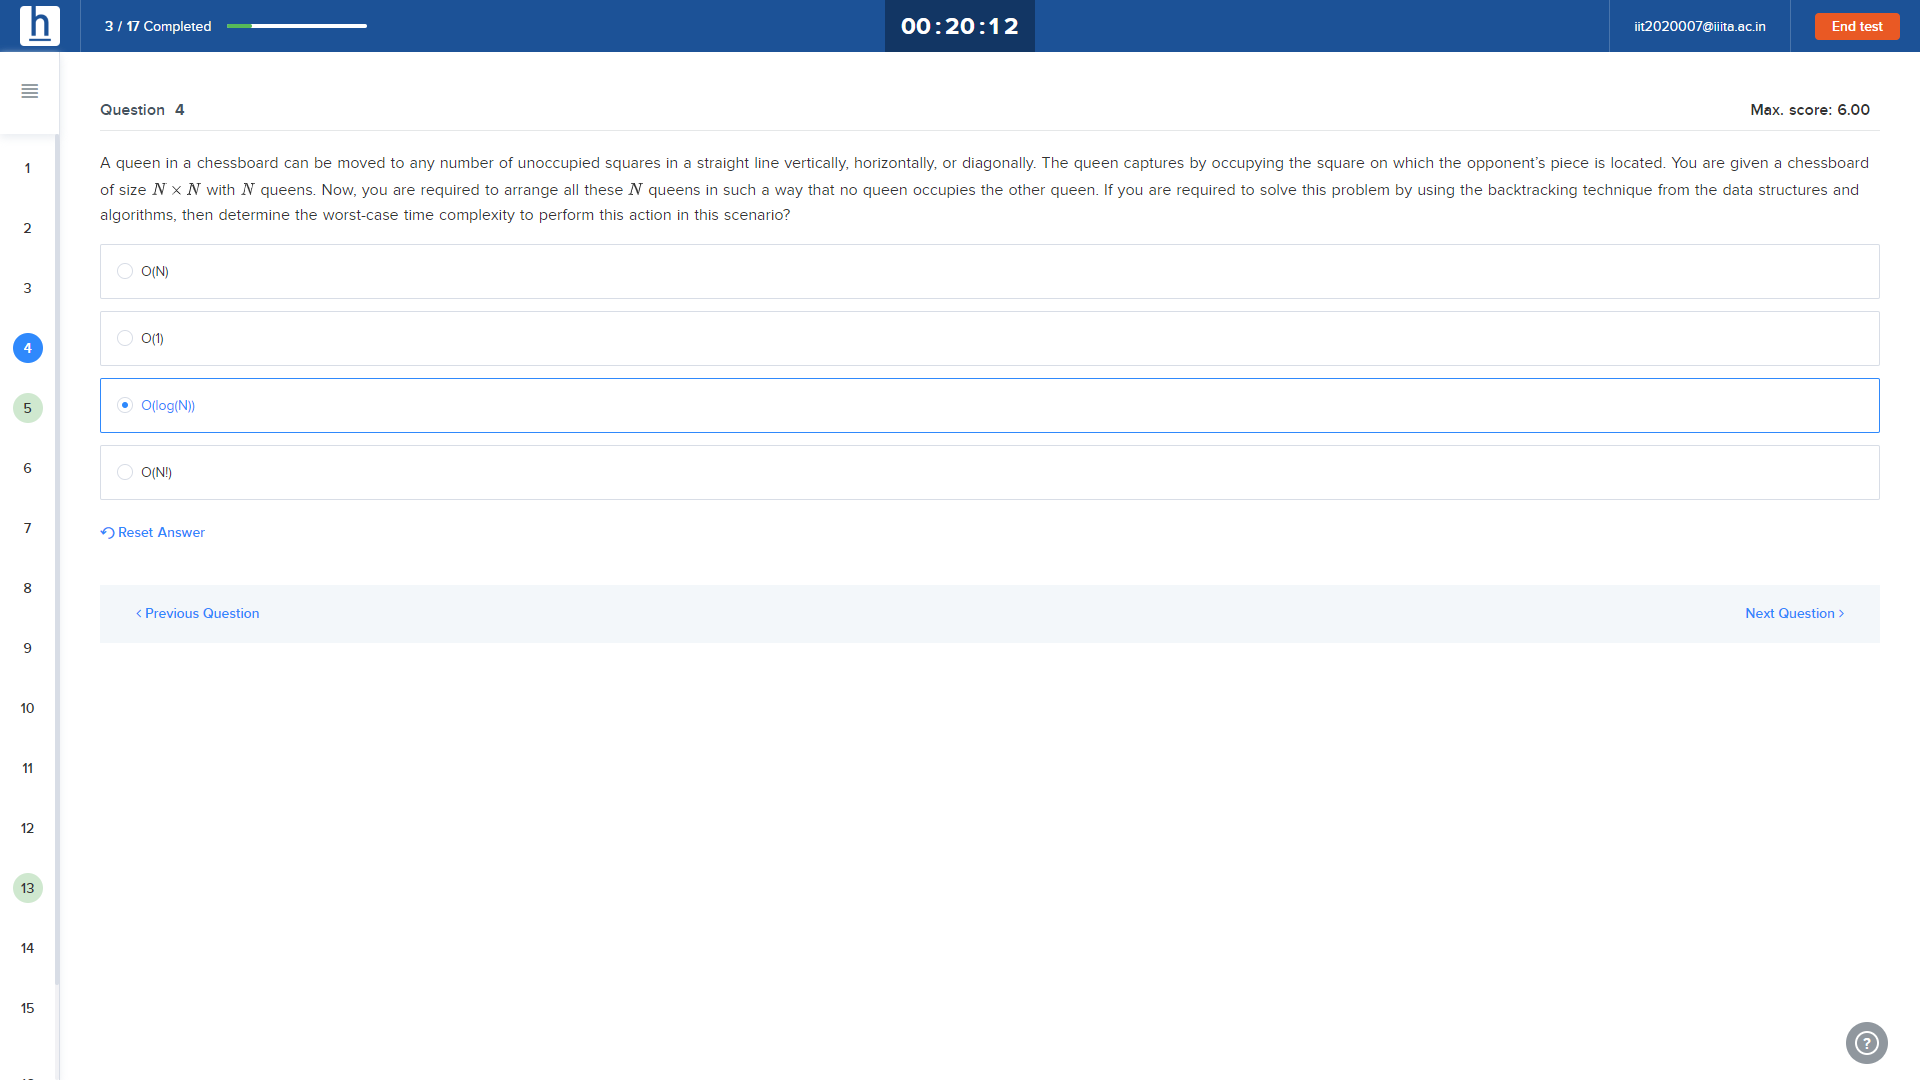 h
3 / 17 Completed
00:20:12
iit2020007@iiita.ac.in
End test
Question 4
Max. score: 6.00
A queen in a chessboard can be moved to any number of unoccupied squares in a straight line vertically, horizontally, or diagonally. The queen captures by occupying the square on which the opponent's piece is located. You are given a chessboard
of size N × N with N queens. Now, you are required to arrange all these N queens in such a way that no queen occupies the other queen. If you are required to solve this problem by using the backtracking technique from the data structures and
algorithms, then determine the worst-case time complexity to perform this action in this scenario?
O(N)
O(1)
O(log(N))
O(N!)
Reset Answer
< Previous Question
Next Question >
1
2
3
4
5
6
7
8
9
10
11
12
13
14
15
?